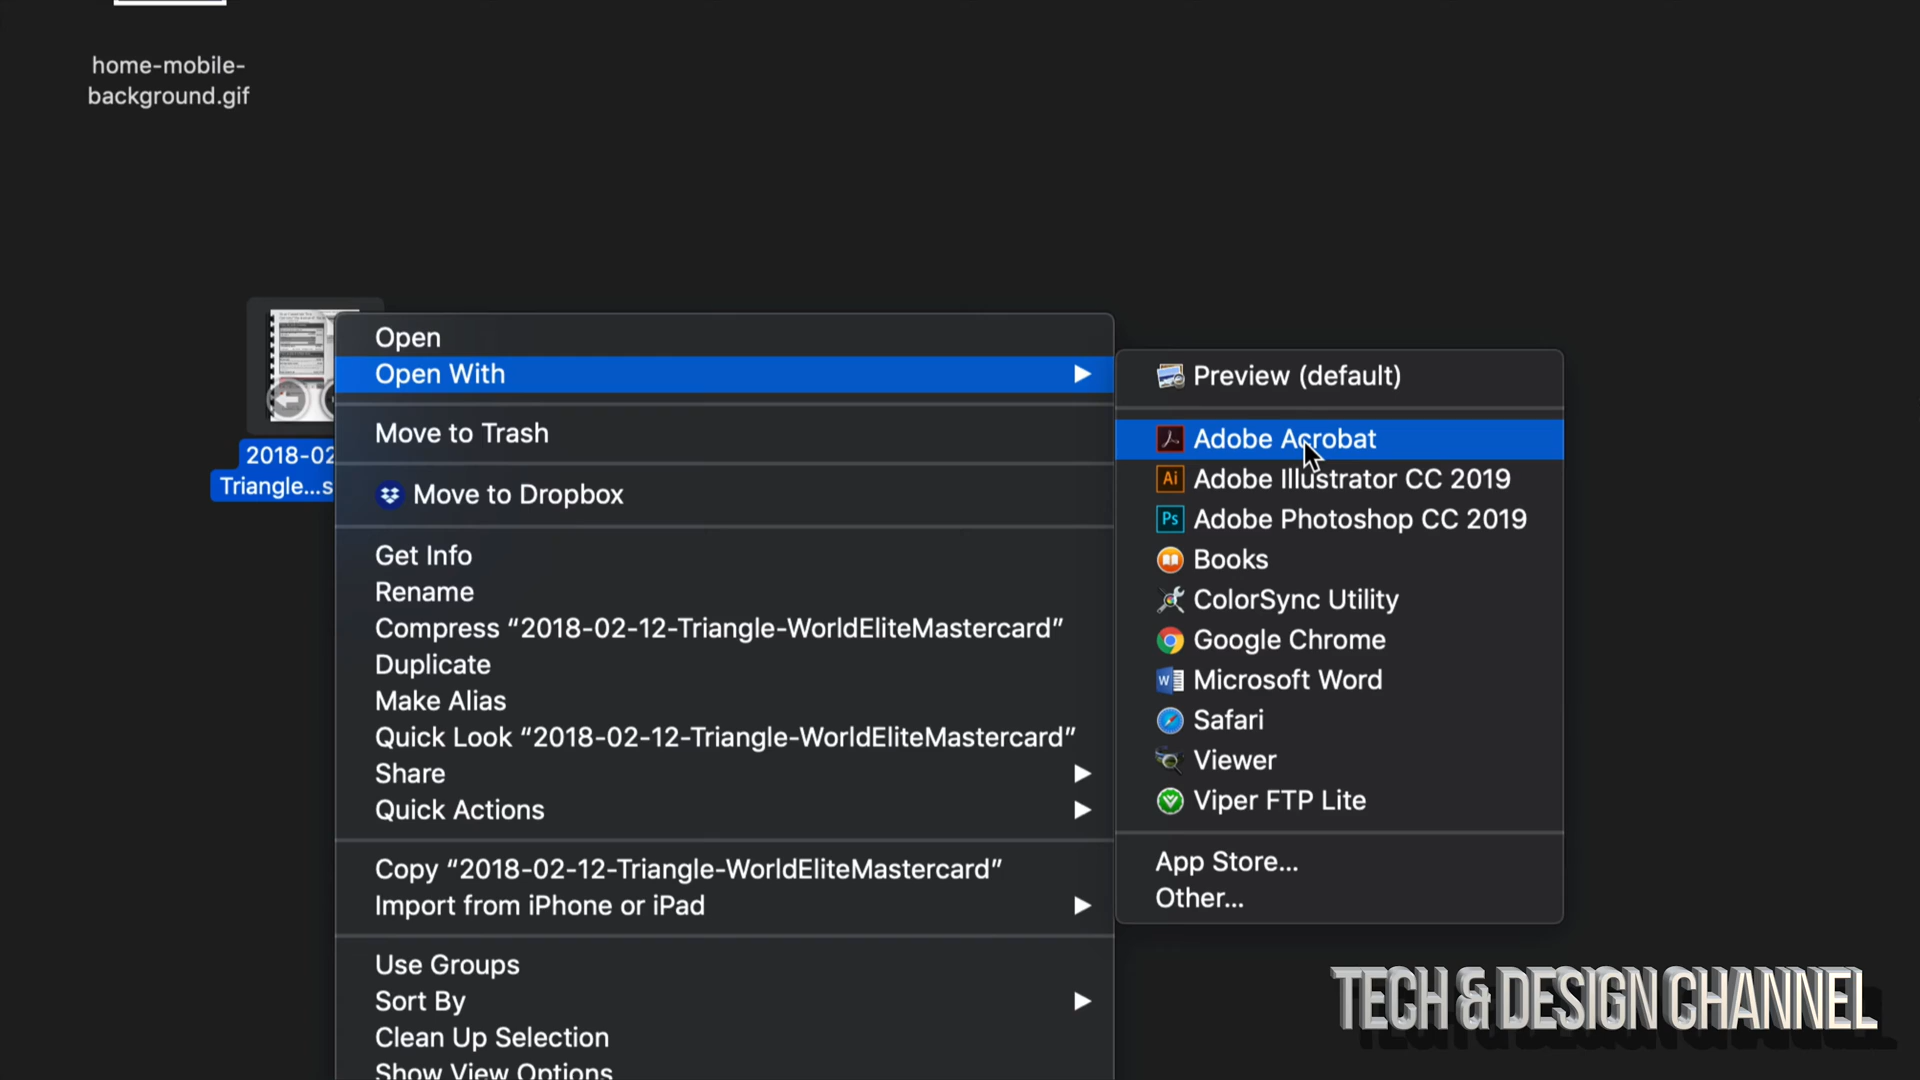 home-mobile-
background.gif
2018-02
Triangle...s
Open
Open With
Move to Trash
Move to Dropbox
Get Info
Rename
Compress “2018-02-12-Triangle-WorldEliteMastercard”
Duplicate
Make Alias
Quick Look “2018-02-12-Triangle-WorldEliteMastercard”
Share
Quick Actions
Copy “2018-02-12-Triangle-WorldEliteMastercard”
Import from iPhone or iPad
Use Groups
Sort By
Clean Up Selection
Show View Options
Preview (default)
Adobe Acrobat
Ai Adobe Illustrator CC 2019
Ps Adobe Photoshop CC 2019
Books
ColorSync Utility
Google Chrome
W Microsoft Word
Safari
Viewer
Viper FTP Lite
App Store...
Other...
TECH & DESIGN CHANNEL